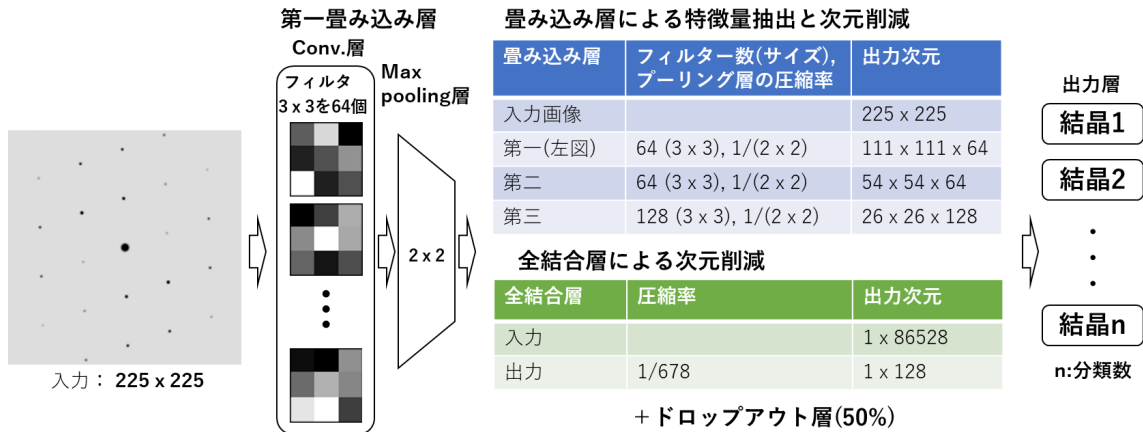 第一畳み込み層
Conv.層
フィルタ
3 x 3を64個
Max
pooling層
2 x 2
入力： 225 x 225
畳み込み層による特徴量抽出と次元削減
畳み込み層 フィルター数(サイズ), プーリング層の圧縮率 出力次元
入力画像 225 x 225
第一(左図) 64 (3 x 3), 1/(2 x 2) 111 x 111 x 64
第二 64 (3 x 3), 1/(2 x 2) 54 x 54 x 64
第三 128 (3 x 3), 1/(2 x 2) 26 x 26 x 128
全結合層による次元削減
全結合層 圧縮率 出力次元
入力 1 x 86528
出力 1/678 1 x 128
＋ドロップアウト層(50%)
出力層
結晶1
結晶2
結晶n
n:分類数